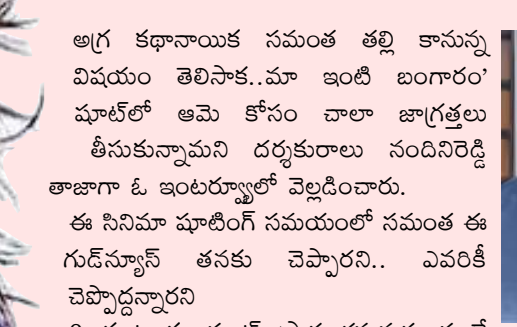 అగ్ర కథానాయిక సమంత తల్లి కానున్న
విషయం తెలిసాక..మా ఇంటి బంగారం'
షూట్‌లో ఆమె కోసం చాలా జాగ్రత్తలు
తీసుకున్నామని దర్శకురాలు నందినిరెడ్డి
తాజాగా ఓ ఇంటర్వ్యూలో వెల్లడించారు.
ఈ సినిమా షూటింగ్ సమయంలో సమంత ఈ
గుడ్‌న్యూస్ తనకు చెప్పారని.. ఎవరికీ
చెప్పొద్దన్నారని